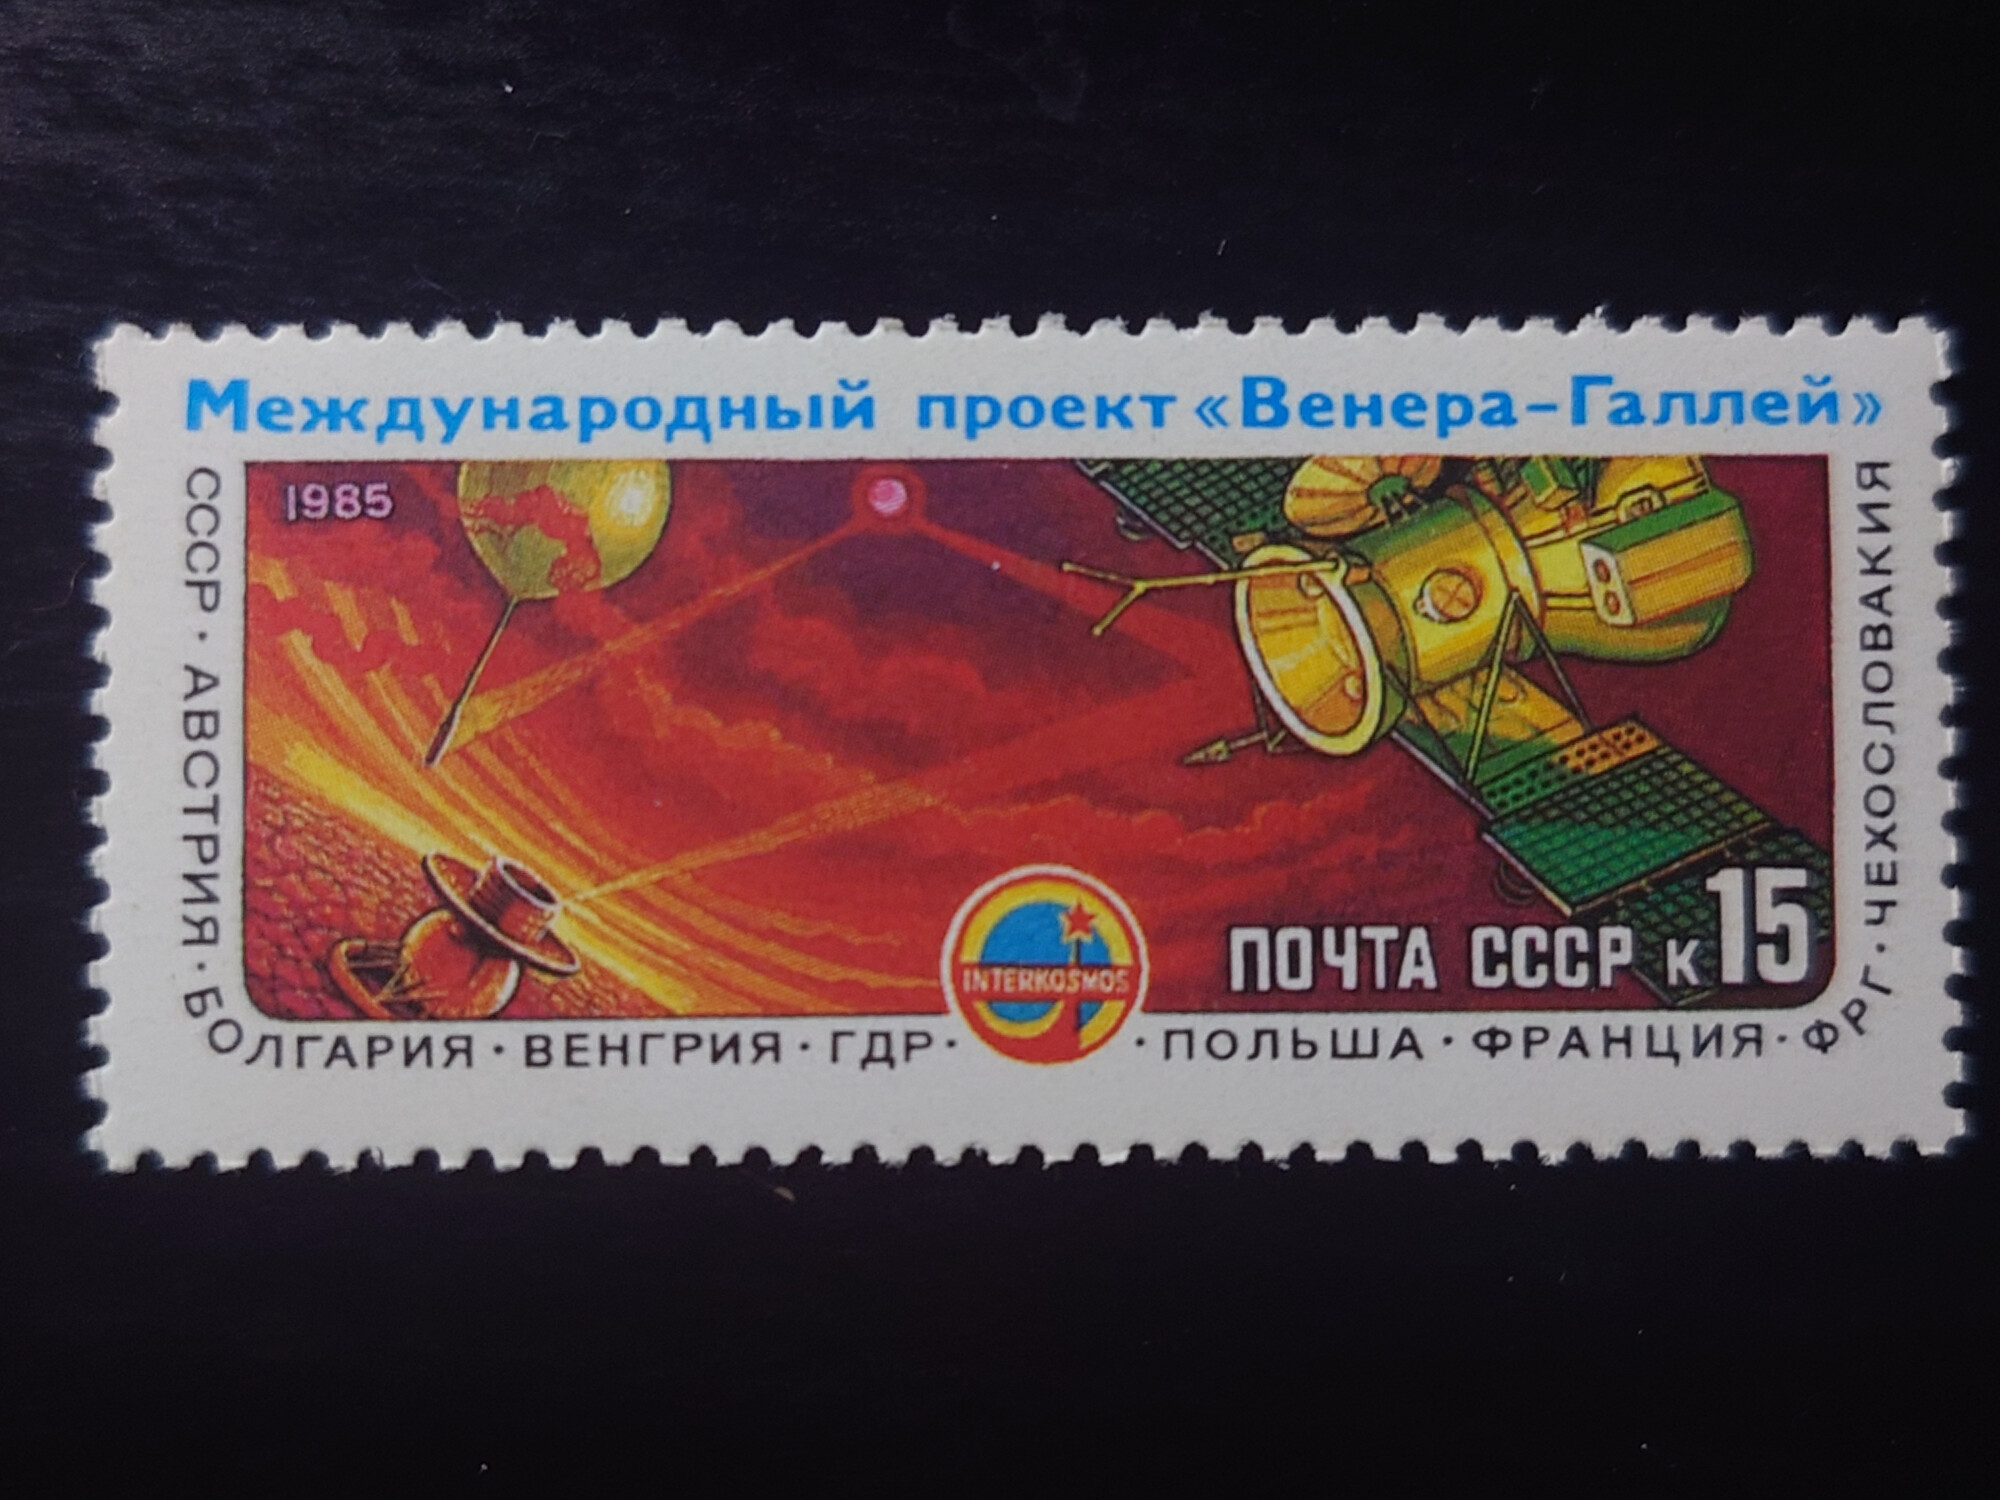 Международный проект «Венера-Галлей»
1985
СССР · АВСТРИЯ · БОЛГАРИЯ · ВЕНГРИЯ · ГДР · · ПОЛЬША · ФРАНЦИЯ · ФРГ · ЧЕХОСЛОВАКИЯ
INTERKOSMOS
ПОЧТА СССР к 15